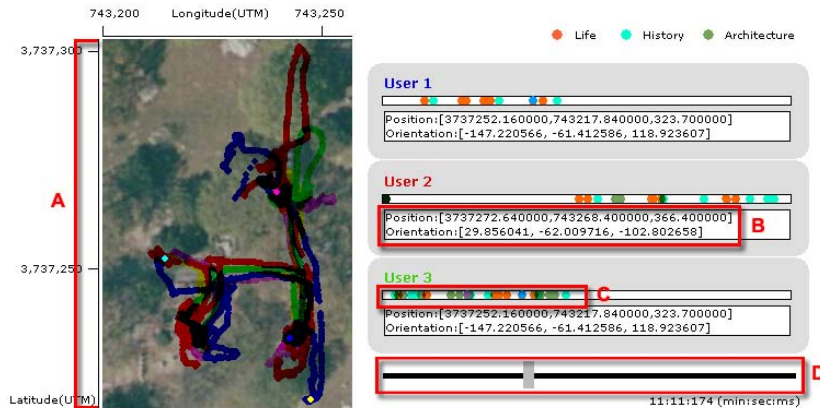 743,200 Longitude(UTM) 743,250
3,737,300
Life History Architecture
User 1
Position:[3737252.160000,743217.840000,323.700000]
Orientation:[-147.220566, -61.412586, 118.923607]
A
User 2
Position:[3737272.640000,743268.400000,366.400000]
Orientation:[29.856041, -62.009716, -102.802658]
B
3,737,250
User 3
C
Position:[3737252.160000,743217.840000,323.700000]
Orientation:[-147.220566, -61.412586, 118.923607]
D
Latitude(UTM)
11:11:174 (min:sec:ms)